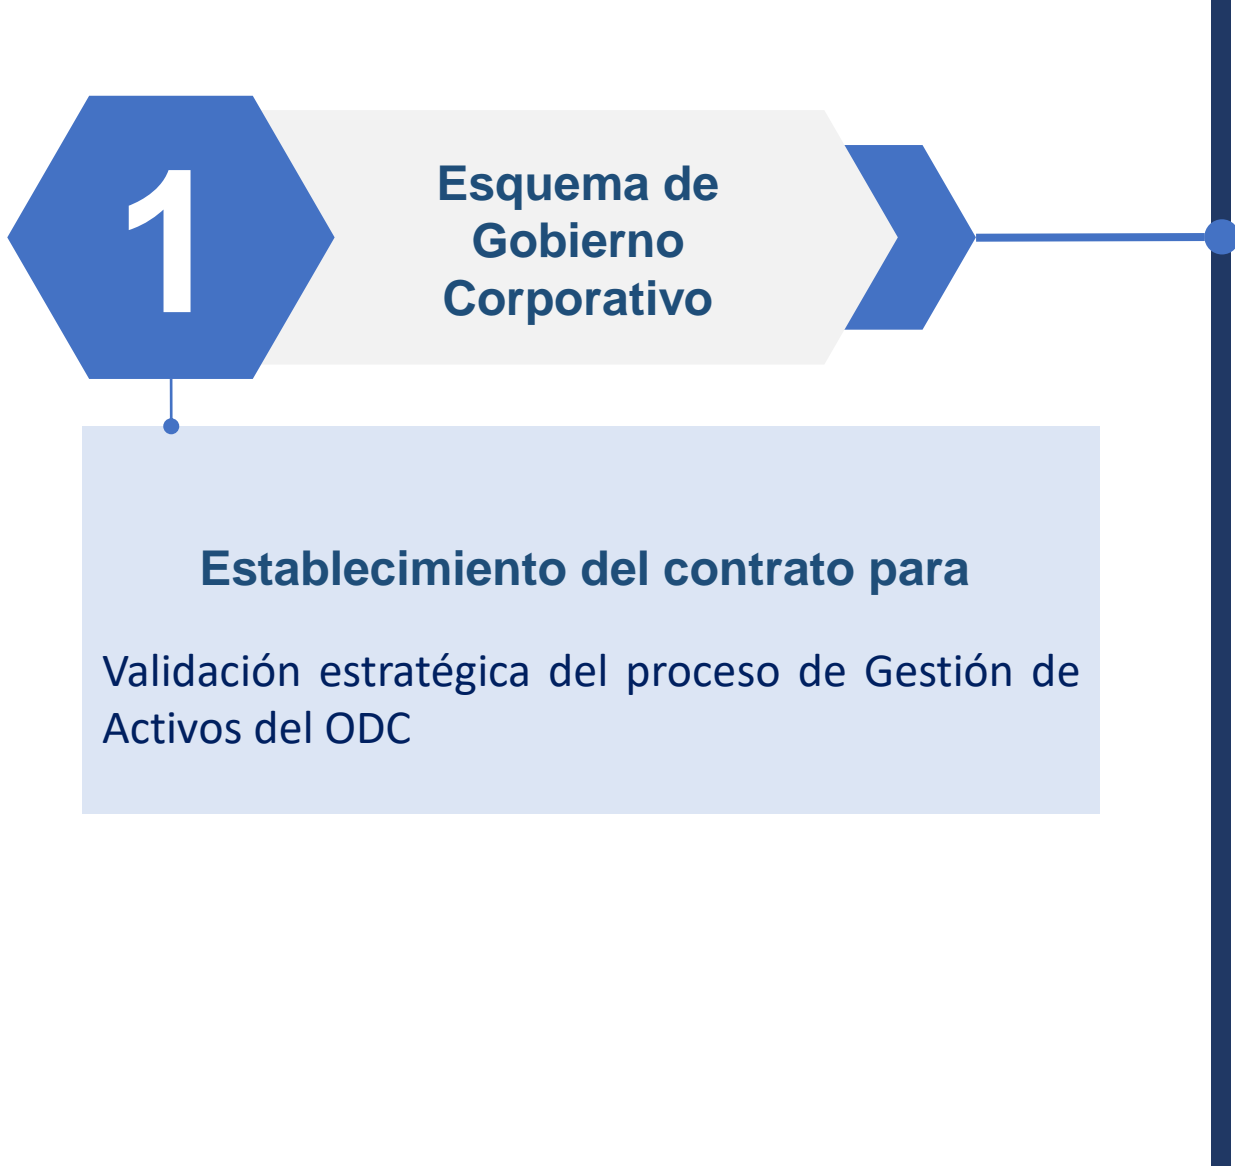 1
Esquema de
Gobierno
Corporativo
Establecimiento del contrato para
Validación estratégica del proceso de Gestión de
Activos del ODC